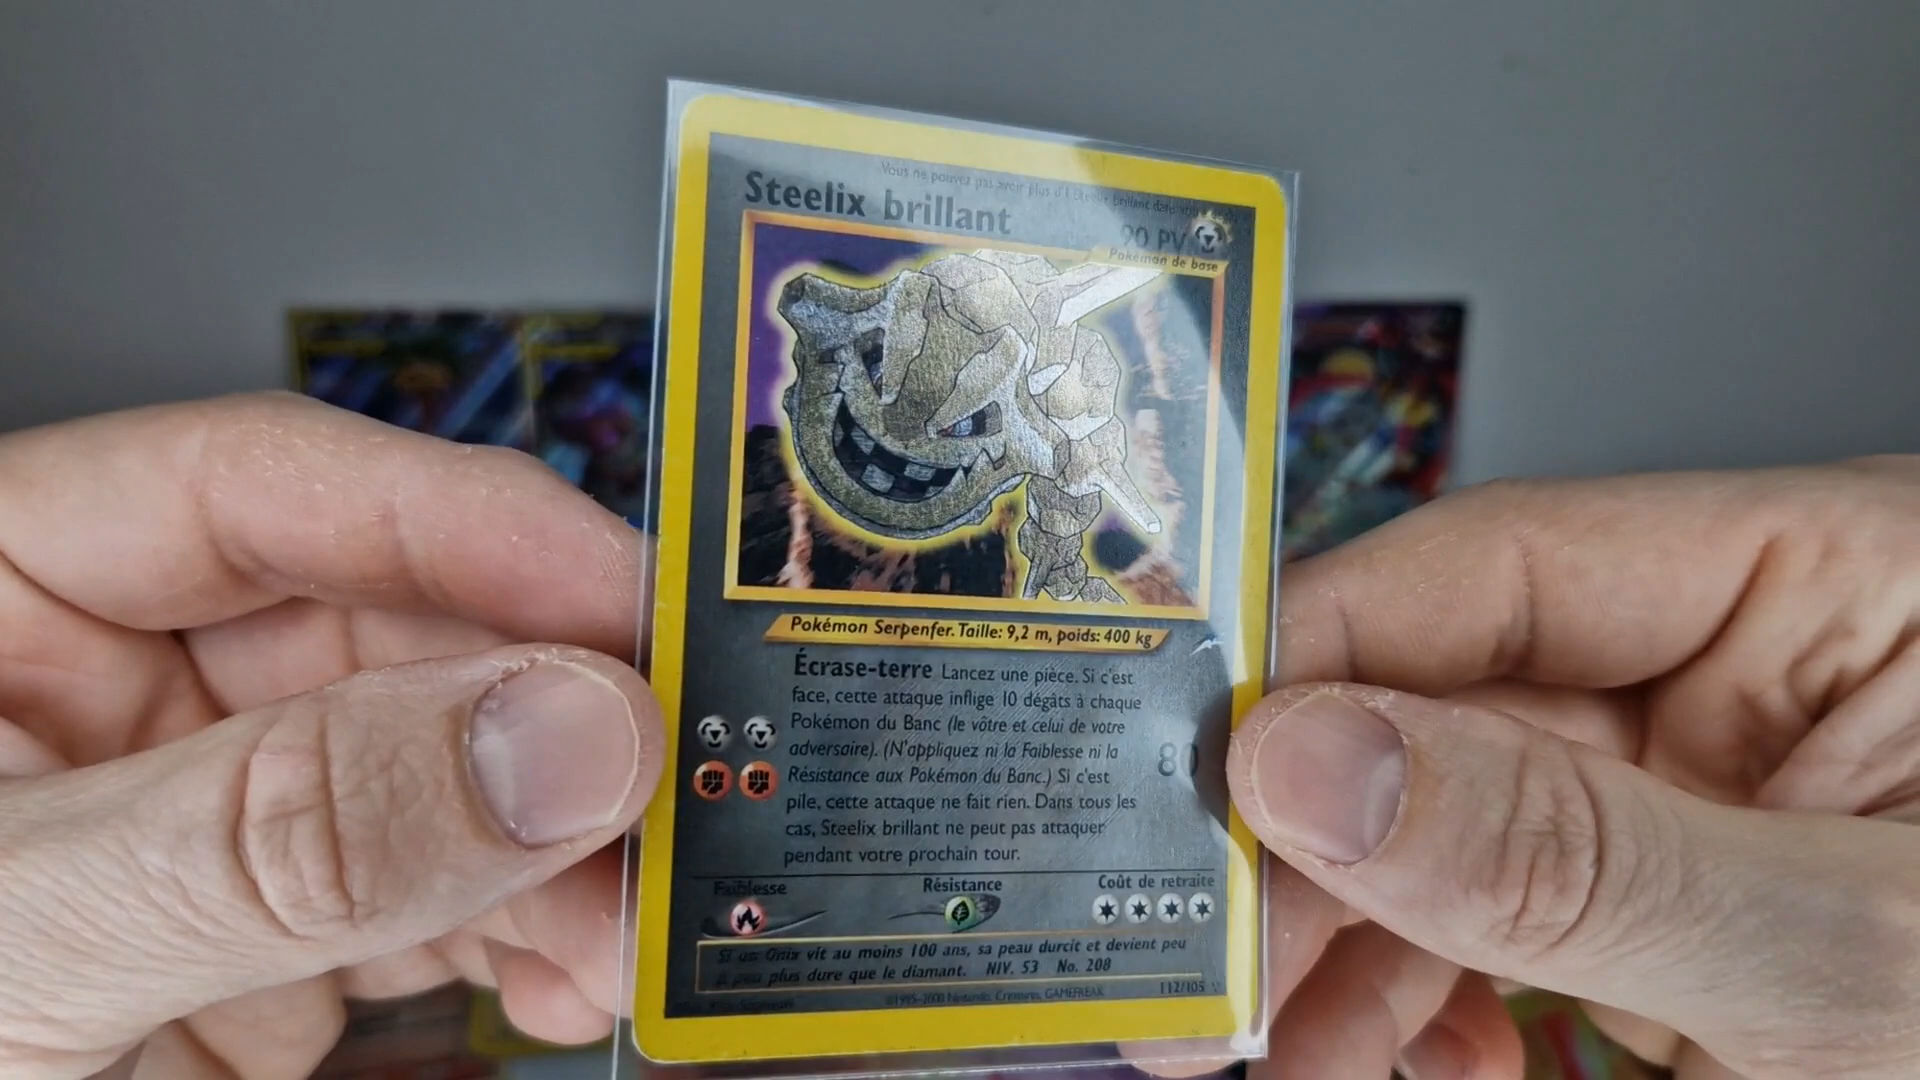 Vous ne pouvez pas avoir plus d'1 Steelix brillant dans votre deck.
Steelix brillant
90 PV
Pokémon de base
Pokémon Serpenfer. Taille: 9,2 m, poids: 400 kg
Écrase-terre Lancez une pièce. Si c'est
face, cette attaque inflige 10 dégâts à chaque
Pokémon du Banc (le vôtre et celui de votre
adversaire). (N'appliquez ni la Faiblesse ni la
Résistance aux Pokémon du Banc.) Si c'est
pile, cette attaque ne fait rien. Dans tous les
cas, Steelix brillant ne peut pas attaquer
pendant votre prochain tour.
80
Faiblesse
Résistance
Coût de retraite
Si un Onix vit au moins 100 ans, sa peau durcit et devient peu
à peu plus dure que le diamant. NIV. 53 No. 208
©1995-2000 Nintendo, Creatures, GAMEFREAK
112/105